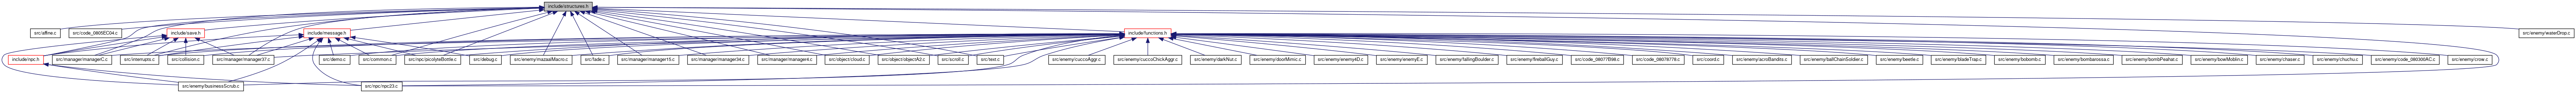 include/structures.h
src/affine.c
src/code_0805EC04.c
include/save.h
include/message.h
include/functions.h
src/enemy/waterDrop.c
include/npc.h
src/manager/managerC.c
src/interrupts.c
src/collision.c
src/manager/manager37.c
src/demo.c
src/common.c
src/npc/picolyteBottle.c
src/debug.c
src/enemy/mazaalMacro.c
src/fade.c
src/manager/manager15.c
src/manager/manager34.c
src/manager/manager4.c
src/object/cloud.c
src/object/objectA2.c
src/scroll.c
src/text.c
src/enemy/cuccoAggr.c
src/enemy/cuccoChickAggr.c
src/enemy/darkNut.c
src/enemy/doorMimic.c
src/enemy/enemy4D.c
src/enemy/enemyE.c
src/enemy/fallingBoulder.c
src/enemy/fireballGuy.c
src/code_08077B98.c
src/code_08078778.c
src/coord.c
src/enemy/acroBandits.c
src/enemy/ballChainSoldier.c
src/enemy/beetle.c
src/enemy/bladeTrap.c
src/enemy/bobomb.c
src/enemy/bombarossa.c
src/enemy/bombPeahat.c
src/enemy/bowMoblin.c
src/enemy/chaser.c
src/enemy/chuchu.c
src/enemy/code_080300AC.c
src/enemy/crow.c
src/enemy/businessScrub.c
src/npc/npc23.c